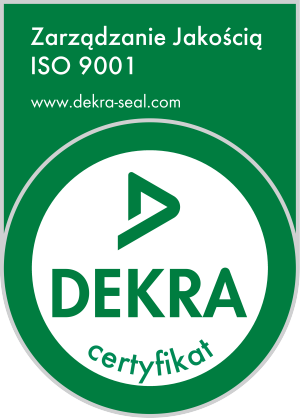 Zarządzanie Jakością
ISO 9001
www.dekra-seal.com
DEKRA
certyfikat